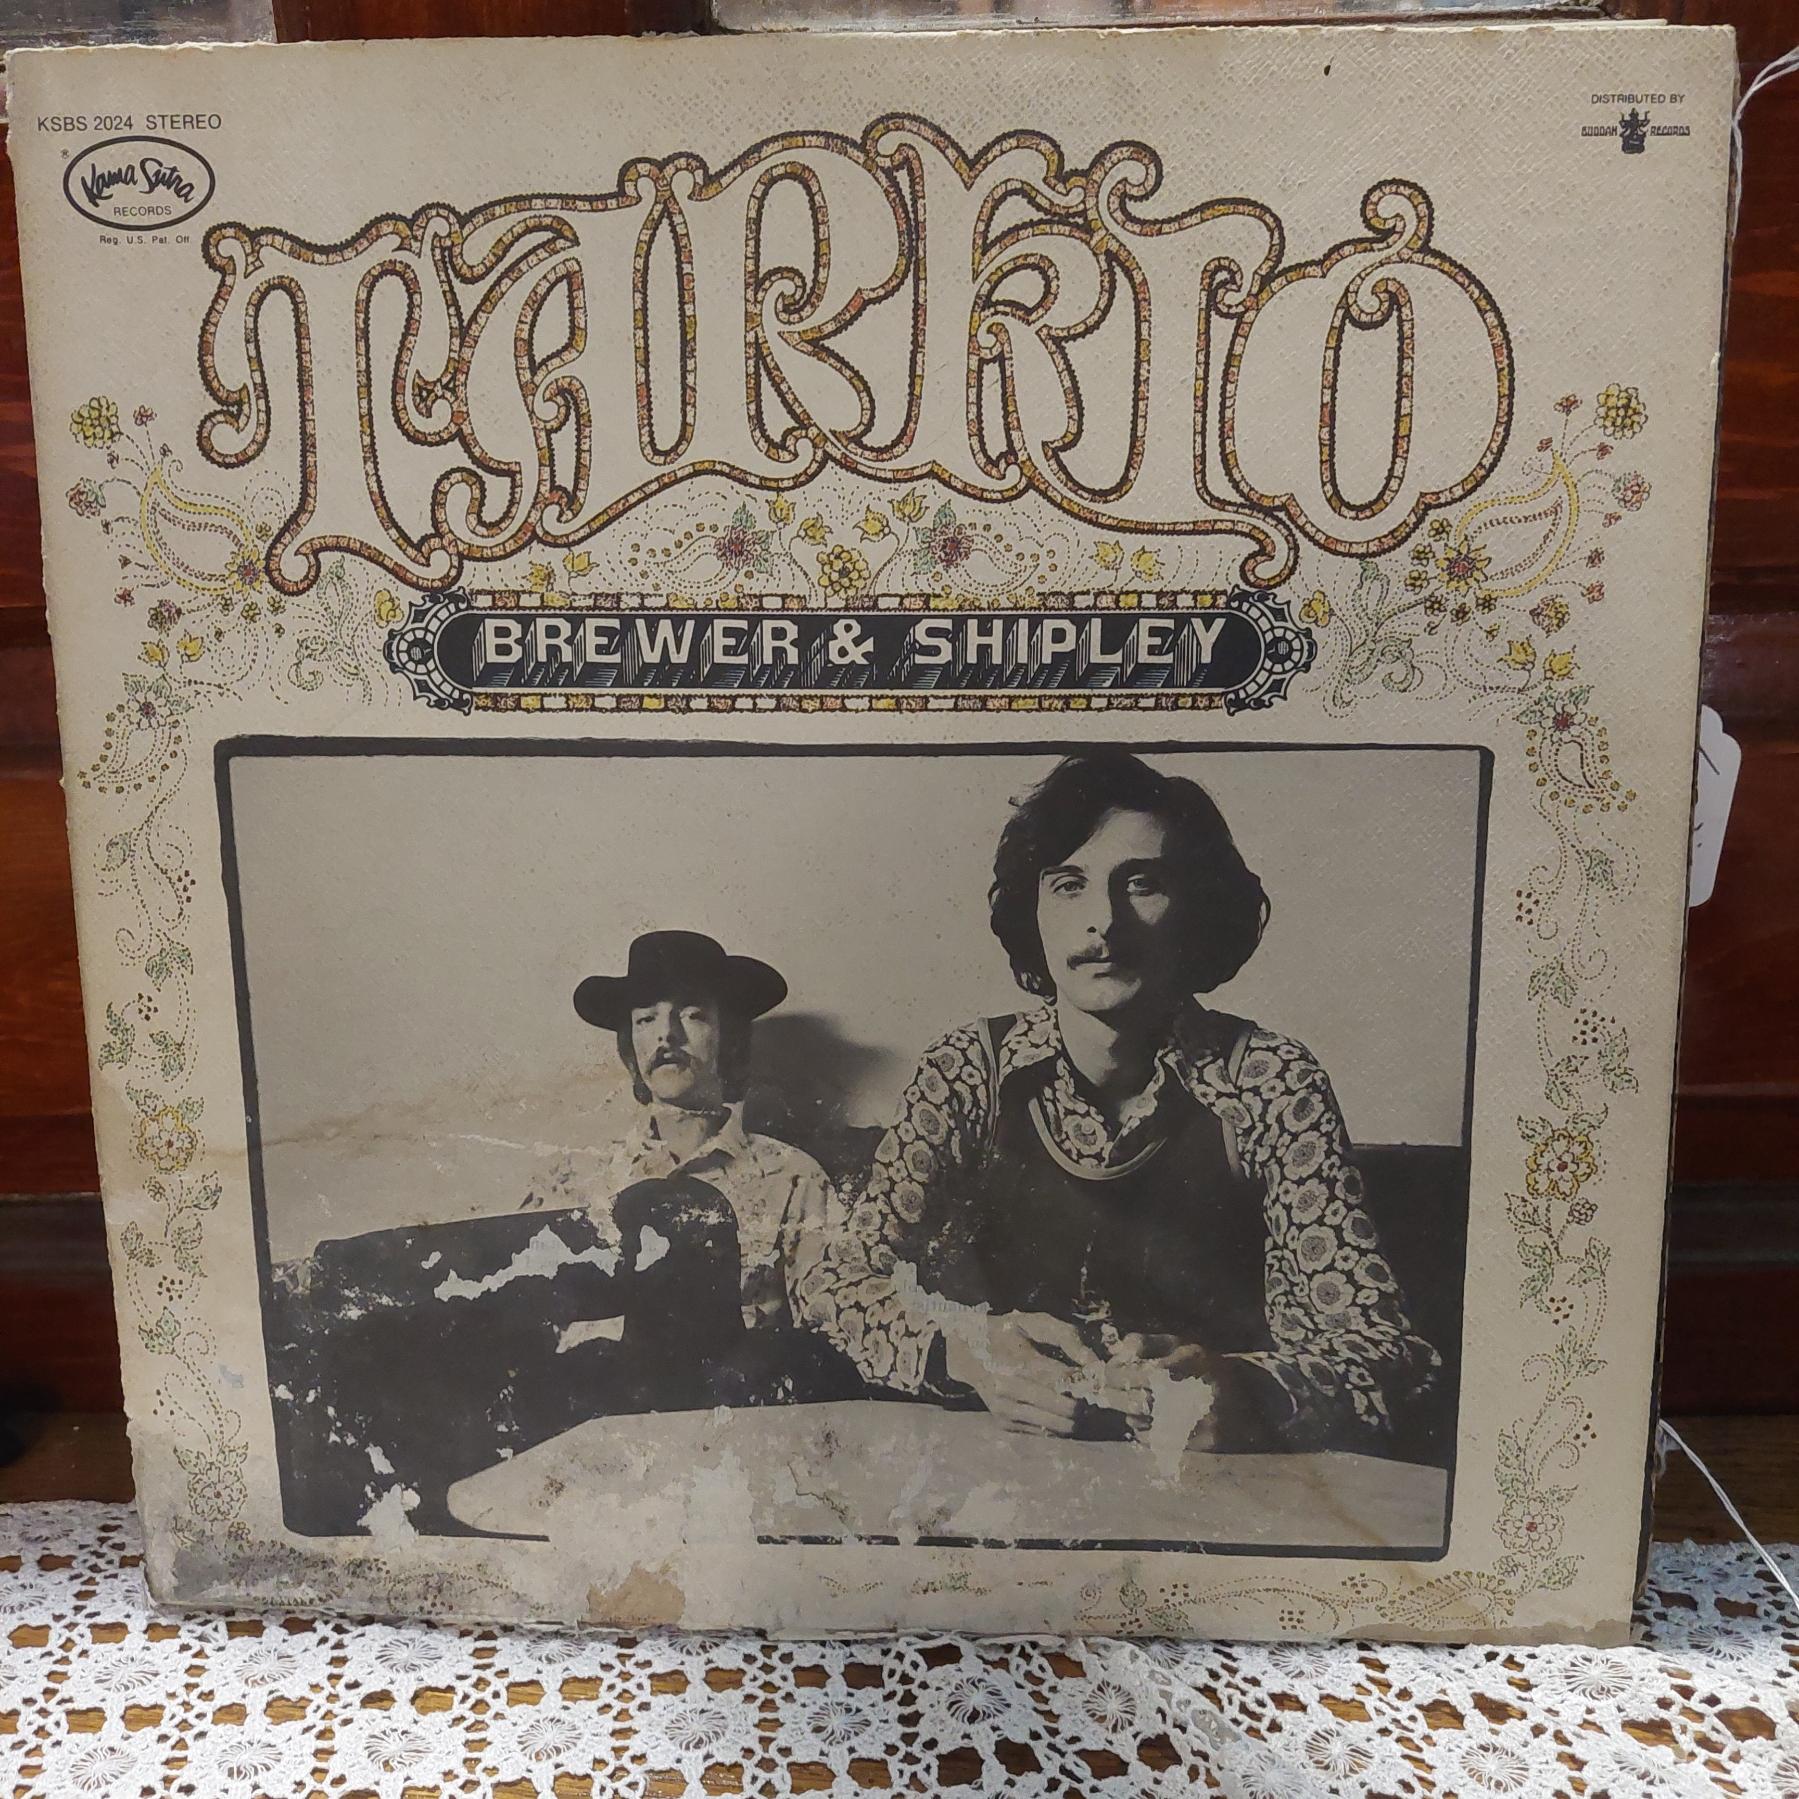 KSBS 2024 STEREO
®
Kama Sutra
RECORDS
Reg. U.S. Pat. Off.
DISTRIBUTED BY
BUDDAH RECORDS
TARKIO
BREWER & SHIPLEY